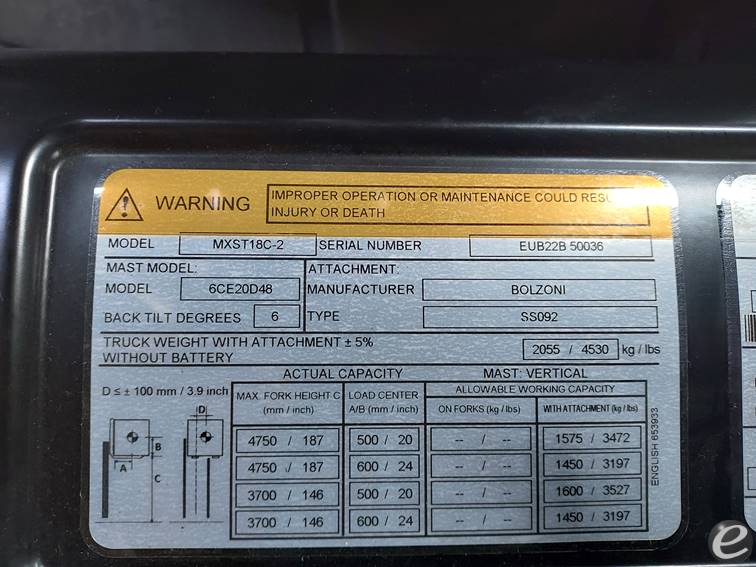 WARNING
IMPROPER OPERATION OR MAINTENANCE COULD
INJURY OR DEATH
MODEL MXST18C-2 SERIAL NUMBER EUB22B 50036
MAST MODEL: ATTACHMENT:
MODEL 6CE20D48 MANUFACTURER BOLZONI
BACK TILT DEGREES 6 TYPE SS092
TRUCK WEIGHT WITH ATTACHMENT ± 5%
WITHOUT BATTERY 2055 / 4530 kg / lbs
ACTUAL CAPACITY MAST: VERTICAL
D ≤ ± 100 mm / 3.9 inch
MAX. FORK HEIGHT C LOAD CENTER ALLOWABLE WORKING CAPACITY
(mm / inch) A/B (mm / inch) ON FORKS (kg / lbs) WITH ATTACHMENT (kg / lbs)
4750 / 187 500 / 20 -- / -- 1575 / 3472
4750 / 187 600 / 24 -- / -- 1450 / 3197
3700 / 146 500 / 20 -- / -- 1600 / 3527
3700 / 146 600 / 24 -- / -- 1450 / 3197
D
B
A
C
ENGLISH 653933
e